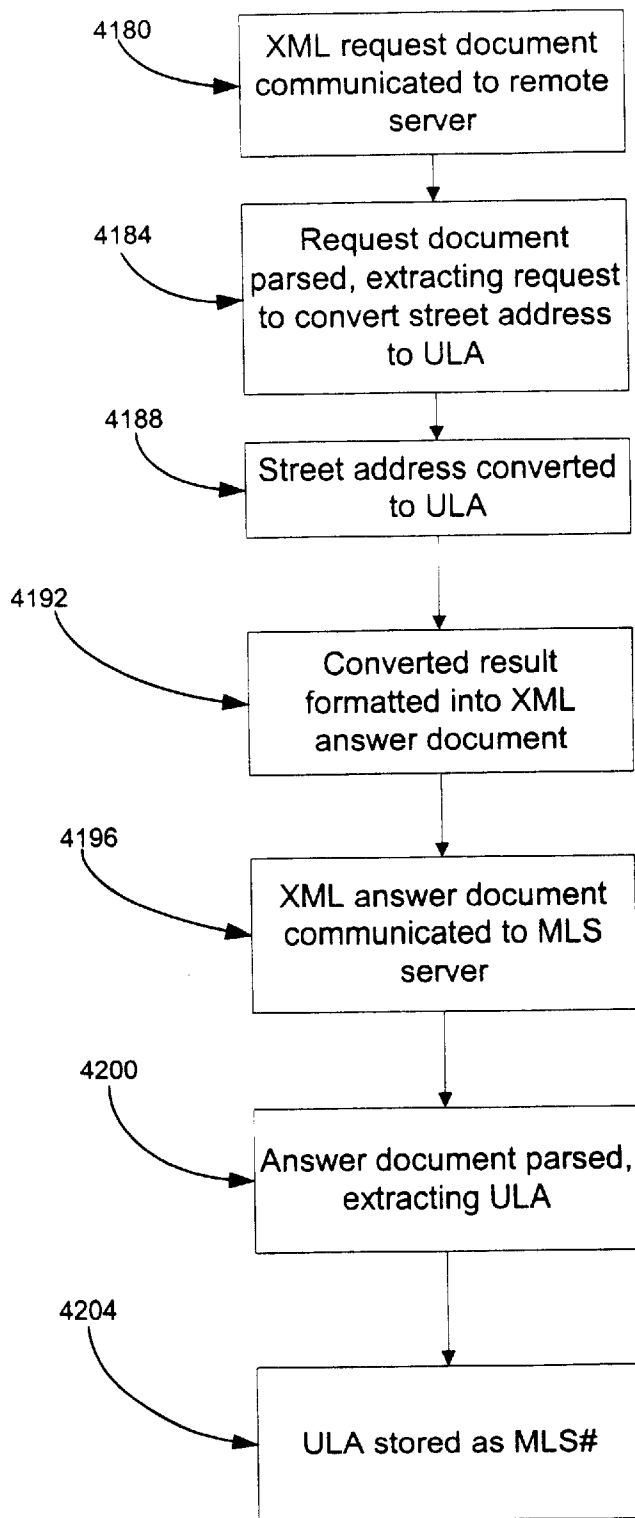 4180
XML request document
communicated to remote
server
4184
Request document
parsed, extracting request
to convert street address
to ULA
4188
Street address converted
to ULA
4192
Converted result
formatted into XML
answer document
4196
XML answer document
communicated to MLS
server
4200
Answer document parsed,
extracting ULA
4204
ULA stored as MLS#